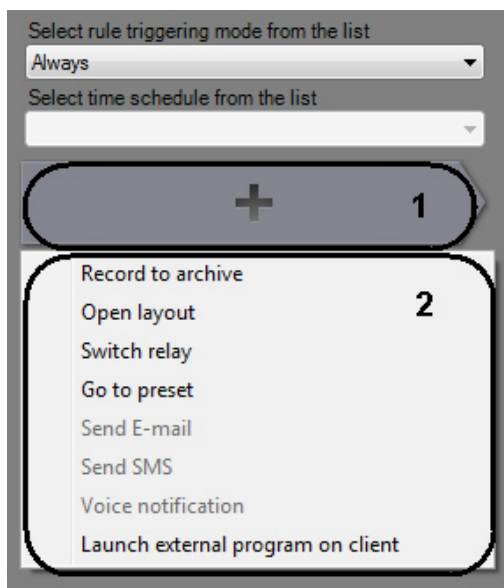 Select rule triggering mode from the list
Always
Select time schedule from the list
1
Record to archive
2
Open layout
Switch relay
Go to preset
Send E-mail
Send SMS
Voice notification
Launch external program on client